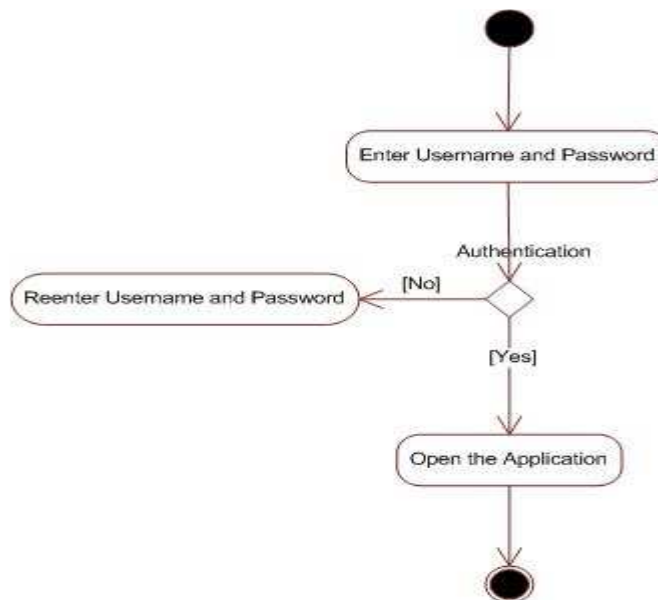 Enter Username and Password
Authentication
[No]
Reenter Username and Password
[Yes]
Open the Application